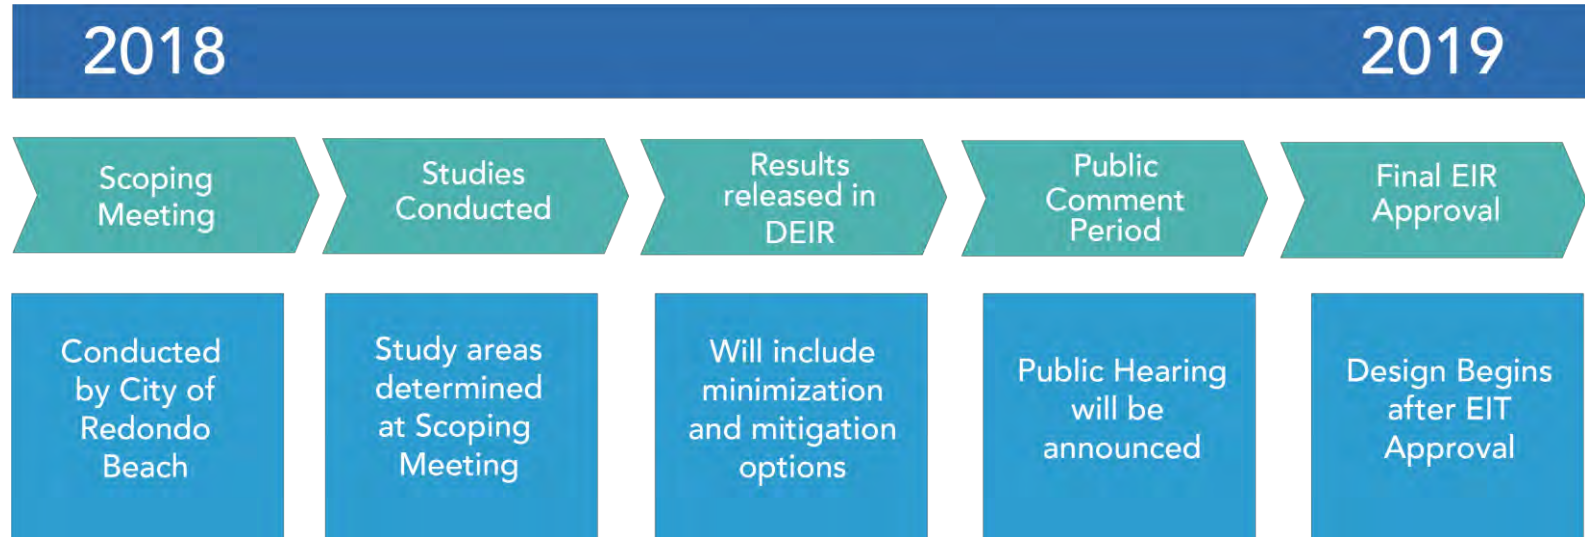 2018
2019
Scoping
Meeting
Studies
Conducted
Results
released in
DEIR
Public
Comment
Period
Final EIR
Approval
Conducted
by City of
Redondo
Beach
Study areas
determined
at Scoping
Meeting
Will include
minimization
and mitigation
options
Public Hearing
will be
announced
Design Begins
after EIT
Approval